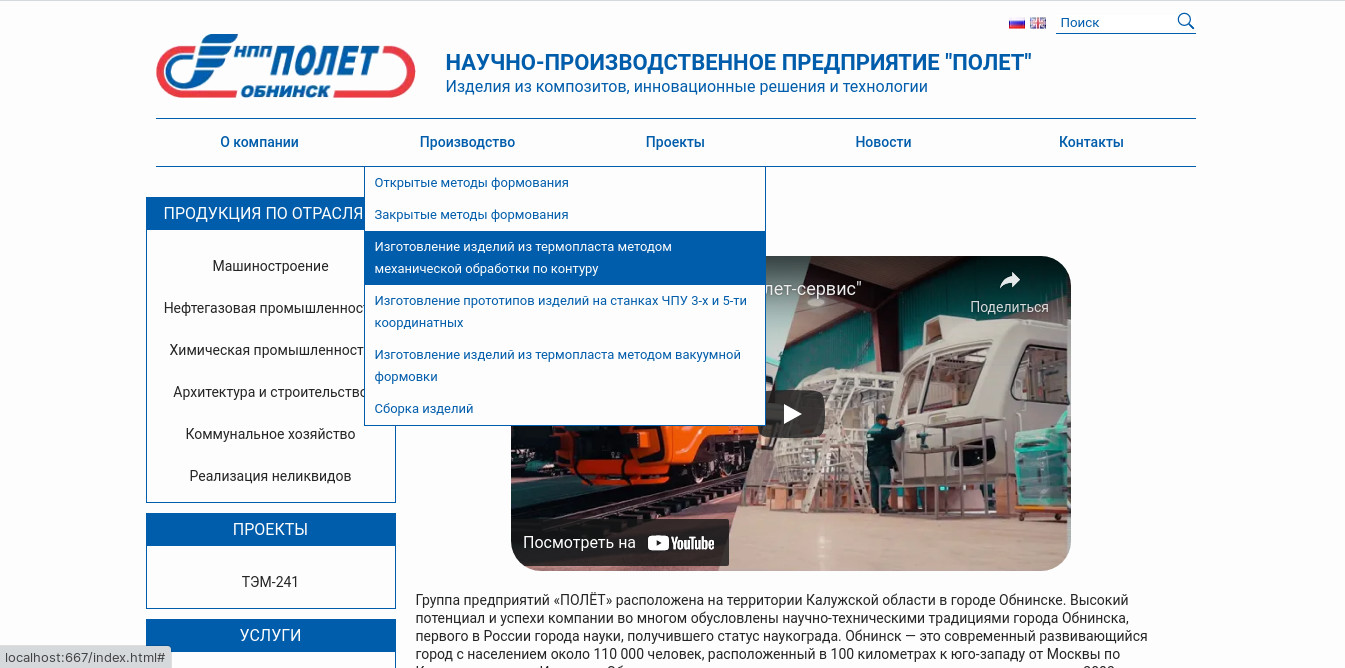 Поиск
НПП ПОЛЕТ
ОБНИНСК
НАУЧНО-ПРОИЗВОДСТВЕННОЕ ПРЕДПРИЯТИЕ "ПОЛЕТ"
Изделия из композитов, инновационные решения и технологии
О компании Производство Проекты Новости Контакты
Открытые методы формования
Закрытые методы формования
Изготовление изделий из термопласта методом
механической обработки по контуру
Изготовление прототипов изделий на станках ЧПУ 3-х и 5-ти
координатных
Изготовление изделий из термопласта методом вакуумной
формовки
Сборка изделий
ПРОДУКЦИЯ ПО ОТРАСЛЯ
Машиностроение
Нефтегазовая промышленнос
Химическая промышленност
Архитектура и строительство
Коммунальное хозяйство
Реализация неликвидов
ПРОЕКТЫ
ТЭМ-241
УСЛУГИ
лет-сервис"
Поделиться
Посмотреть на YouTube
Группа предприятий «ПОЛЁТ» расположена на территории Калужской области в городе Обнинске. Высокий
потенциал и успехи компании во многом обусловлены научно-техническими традициями города Обнинска,
первого в России города науки, получившего статус наукограда. Обнинск — это современный развивающийся
город с населением около 110 000 человек, расположенный в 100 километрах к юго-западу от Москвы по
localhost:667/index.html#